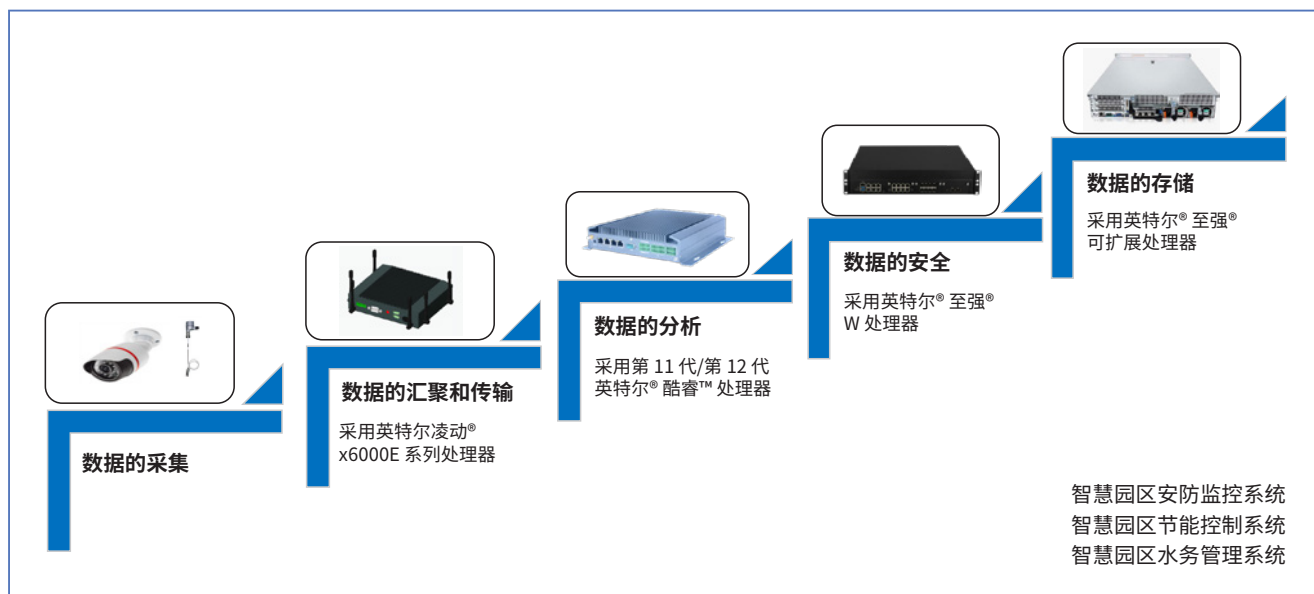 数据的采集
数据的汇聚和传输
采用英特尔凌动®
x6000E 系列处理器
数据的分析
采用第 11 代/第 12 代
英特尔® 酷睿™ 处理器
数据的安全
采用英特尔® 至强®
W 处理器
数据的存储
采用英特尔® 至强®
可扩展处理器
智慧园区安防监控系统
智慧园区节能控制系统
智慧园区水务管理系统